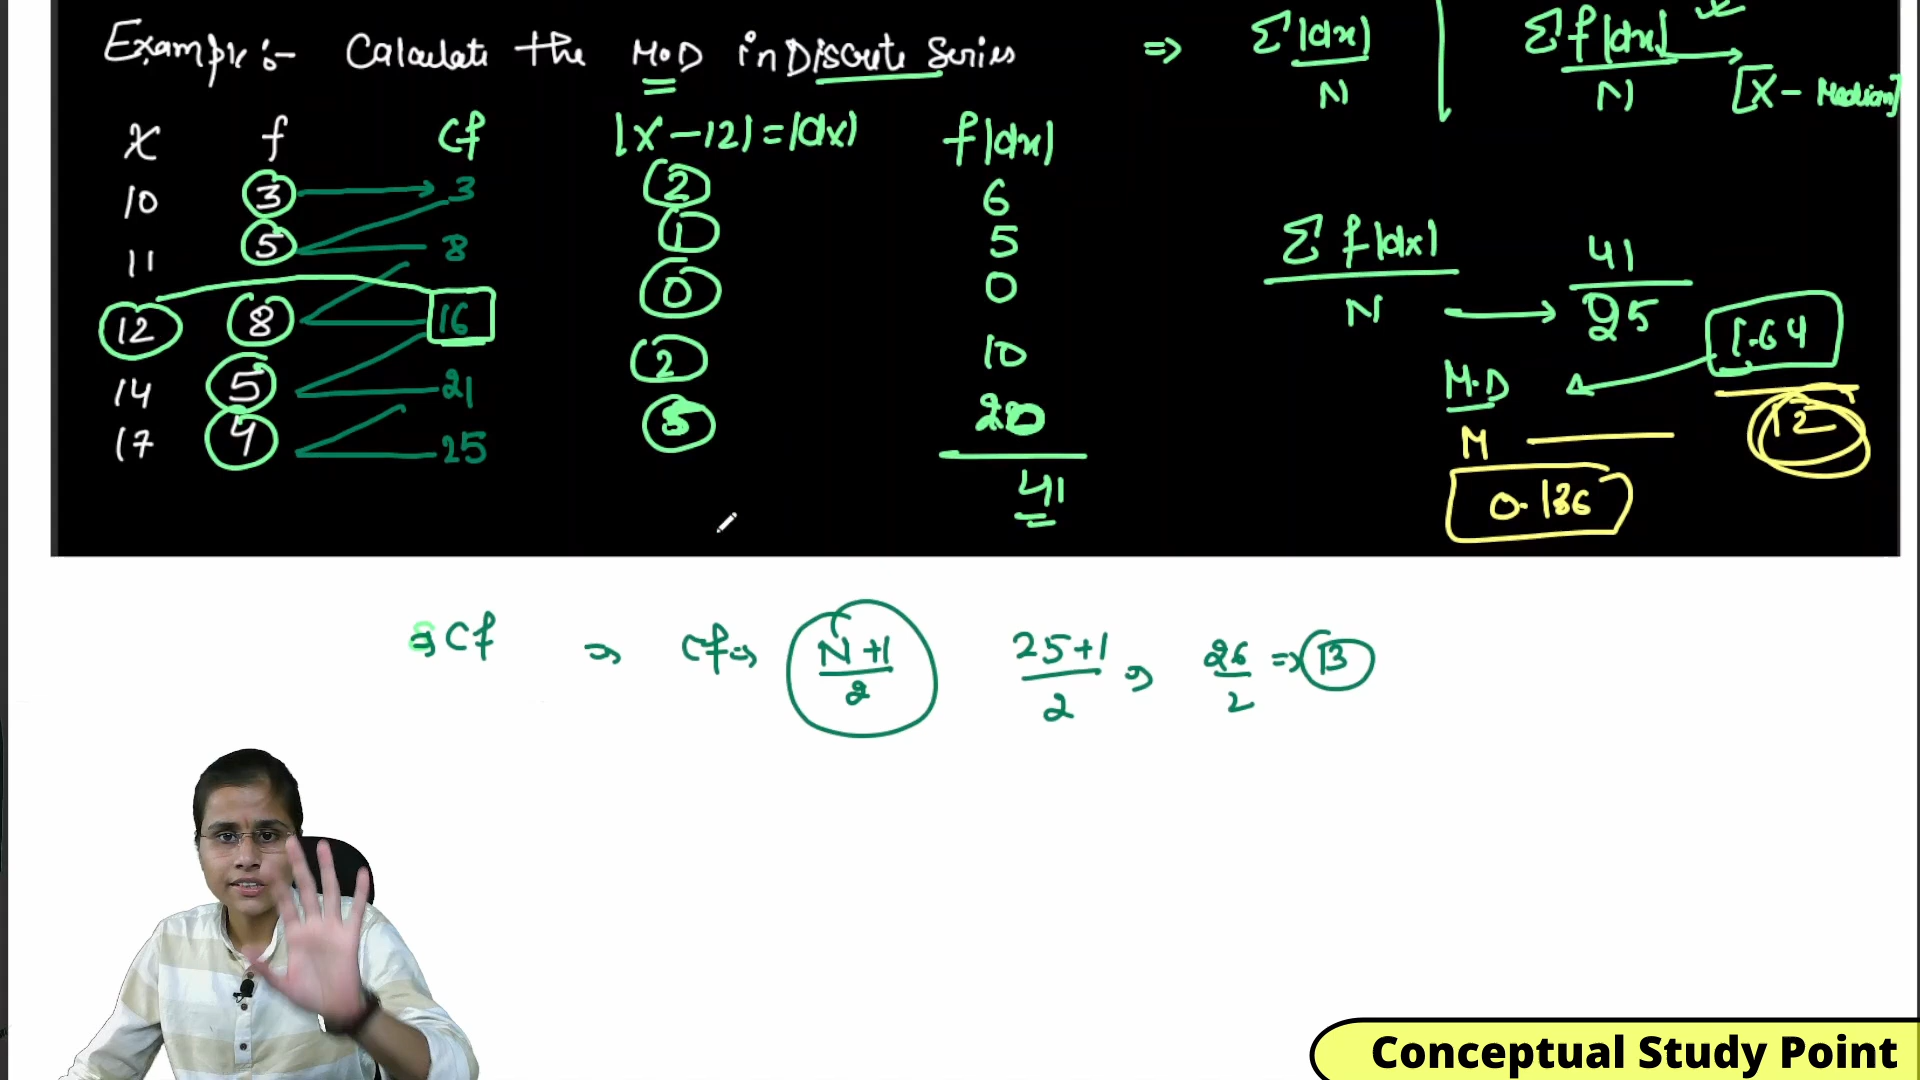 Example :- Calculate the M.D in Discrete Series => Σ|dx| / N | Σf|dx| / N → [X - Median]
X f Cf |X-12|=|dx| f|dx|
10 3 3 2 6
11 5 8 1 5
12 8 16 0 0
14 5 21 2 10
17 4 25 5 20
41
Σf|dx| / N → 41 / 25
1.64
M.D
M 12
0.136
=> Cf => Cf => N+1 / 2 25+1 / 2 => 26 / 2 => 13
Conceptual Study Point